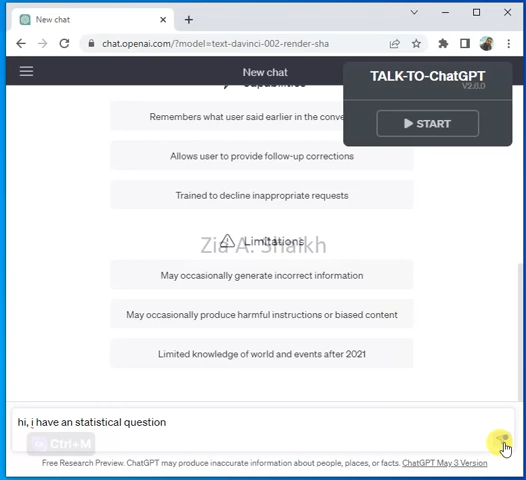 New chat
chat.openai.com/?model=text-davinci-002-render-sha
New chat
TALK-TO-ChatGPT
V2.6.0
START
Capabilities
Remembers what user said earlier in the conve
Allows user to provide follow-up corrections
Trained to decline inappropriate requests
Limitations
Zia A. Shaikh
May occasionally generate incorrect information
May occasionally produce harmful instructions or biased content
Limited knowledge of world and events after 2021
hi, i have an statistical question
Ctrl+M
Free Research Preview. ChatGPT may produce inaccurate information about people, places, or facts. ChatGPT May 3 Version